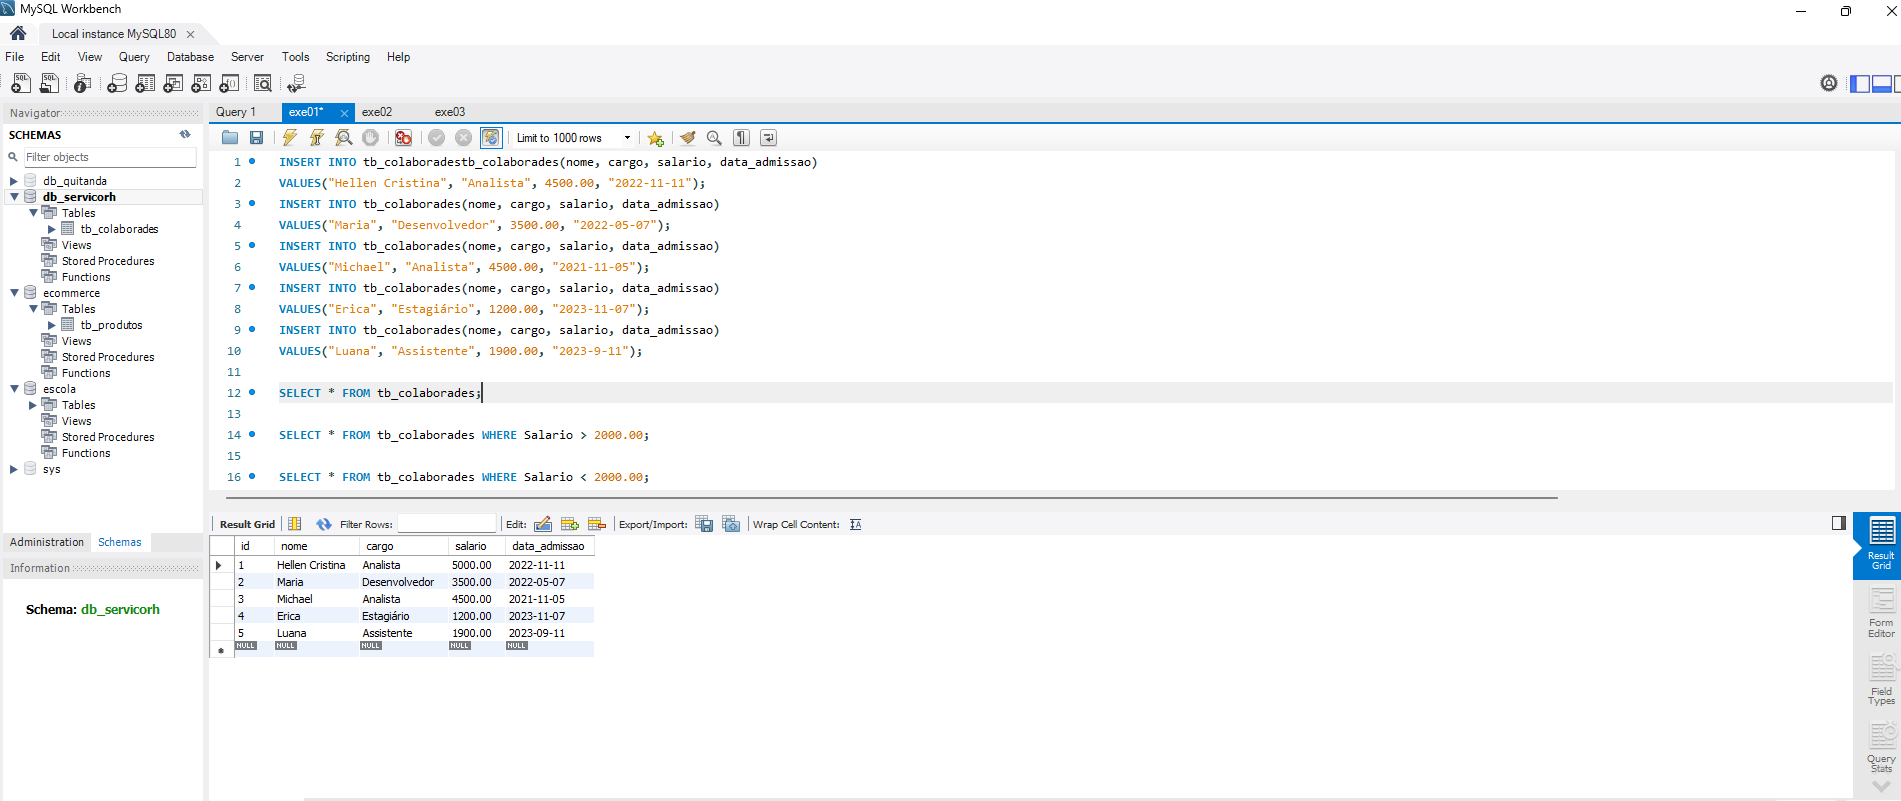 MySQL Workbench
Local instance MySQL80
File Edit View Query Database Server Tools Scripting Help
Navigator
SCHEMAS
Filter objects
db_quitanda
db_servicorh
Tables
tb_colaborades
Views
Stored Procedures
Functions
ecommerce
Tables
tb_produtos
Views
Stored Procedures
Functions
escola
Tables
Views
Stored Procedures
Functions
sys
Administration Schemas
Information
Schema: db_servicorh
Query 1 exe01* exe02 exe03
Limit to 1000 rows
1 INSERT INTO tb_colaboradestb_colaborades(nome, cargo, salario, data_admissao)
2 VALUES("Hellen Cristina", "Analista", 4500.00, "2022-11-11");
3 INSERT INTO tb_colaborades(nome, cargo, salario, data_admissao)
4 VALUES("Maria", "Desenvolvedor", 3500.00, "2022-05-07");
5 INSERT INTO tb_colaborades(nome, cargo, salario, data_admissao)
6 VALUES("Michael", "Analista", 4500.00, "2021-11-05");
7 INSERT INTO tb_colaborades(nome, cargo, salario, data_admissao)
8 VALUES("Erica", "Estagiário", 1200.00, "2023-11-07");
9 INSERT INTO tb_colaborades(nome, cargo, salario, data_admissao)
10 VALUES("Luana", "Assistente", 1900.00, "2023-9-11");
11
12 SELECT * FROM tb_colaborades;
13
14 SELECT * FROM tb_colaborades WHERE Salario > 2000.00;
15
16 SELECT * FROM tb_colaborades WHERE Salario < 2000.00;
Result Grid Filter Rows: Edit: Export/Import: Wrap Cell Content:
id nome cargo salario data_admissao
1 Hellen Cristina Analista 5000.00 2022-11-11
2 Maria Desenvolvedor 3500.00 2022-05-07
3 Michael Analista 4500.00 2021-11-05
4 Erica Estagiário 1200.00 2023-11-07
5 Luana Assistente 1900.00 2023-09-11
NULL NULL NULL NULL NULL
Result
Grid
Form
Editor
Field
Types
Query
Stats